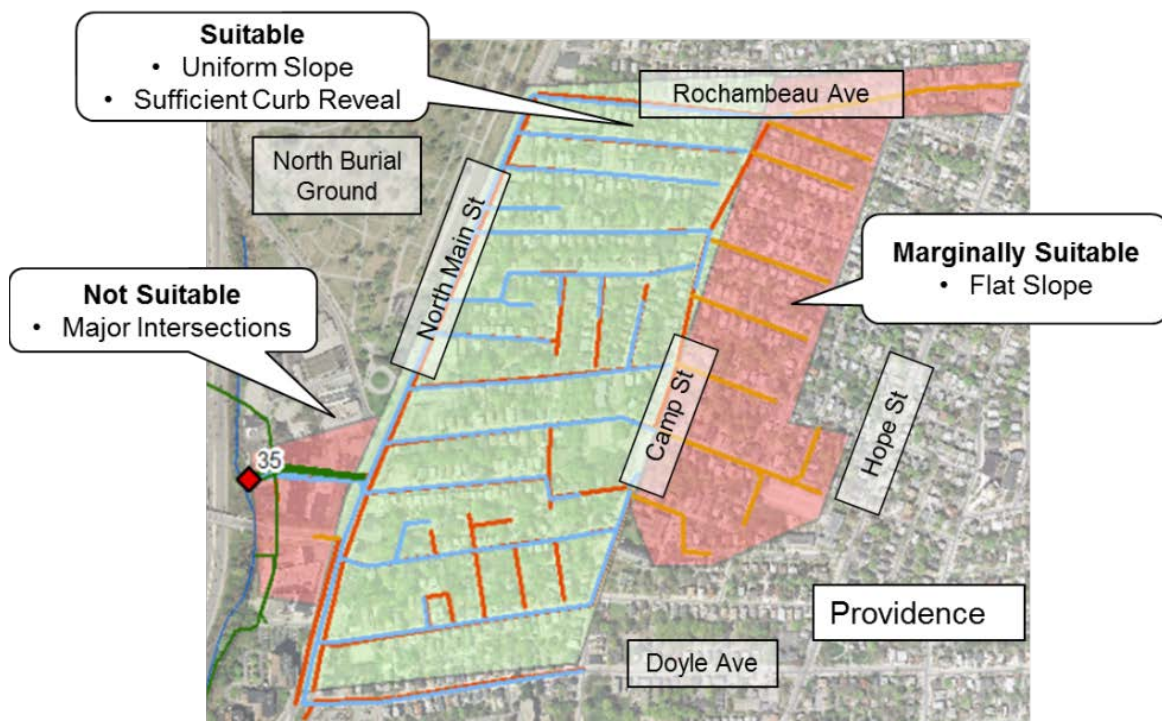 Suitable
• Uniform Slope
• Sufficient Curb Reveal
Rochambeau Ave
North Burial
Ground
North Main St
Marginally Suitable
• Flat Slope
Not Suitable
• Major Intersections
Camp St
Hope St
35
Providence
Doyle Ave